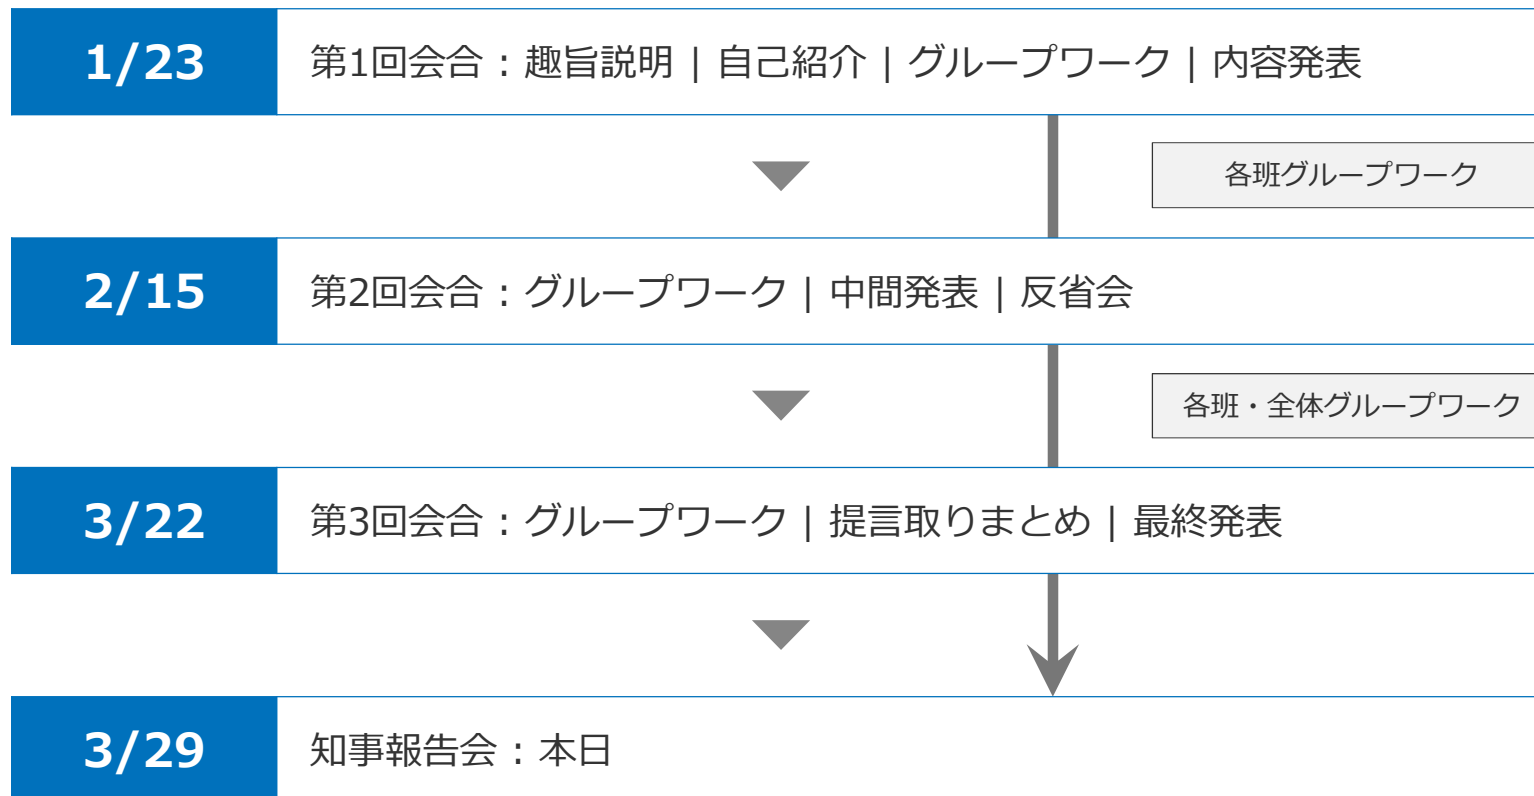 1/23
第1回会合：趣旨説明 | 自己紹介 | グループワーク | 内容発表
各班グループワーク
2/15
第2回会合：グループワーク | 中間発表 | 反省会
各班・全体グループワーク
3/22
第3回会合：グループワーク | 提言取りまとめ | 最終発表
3/29
知事報告会：本日